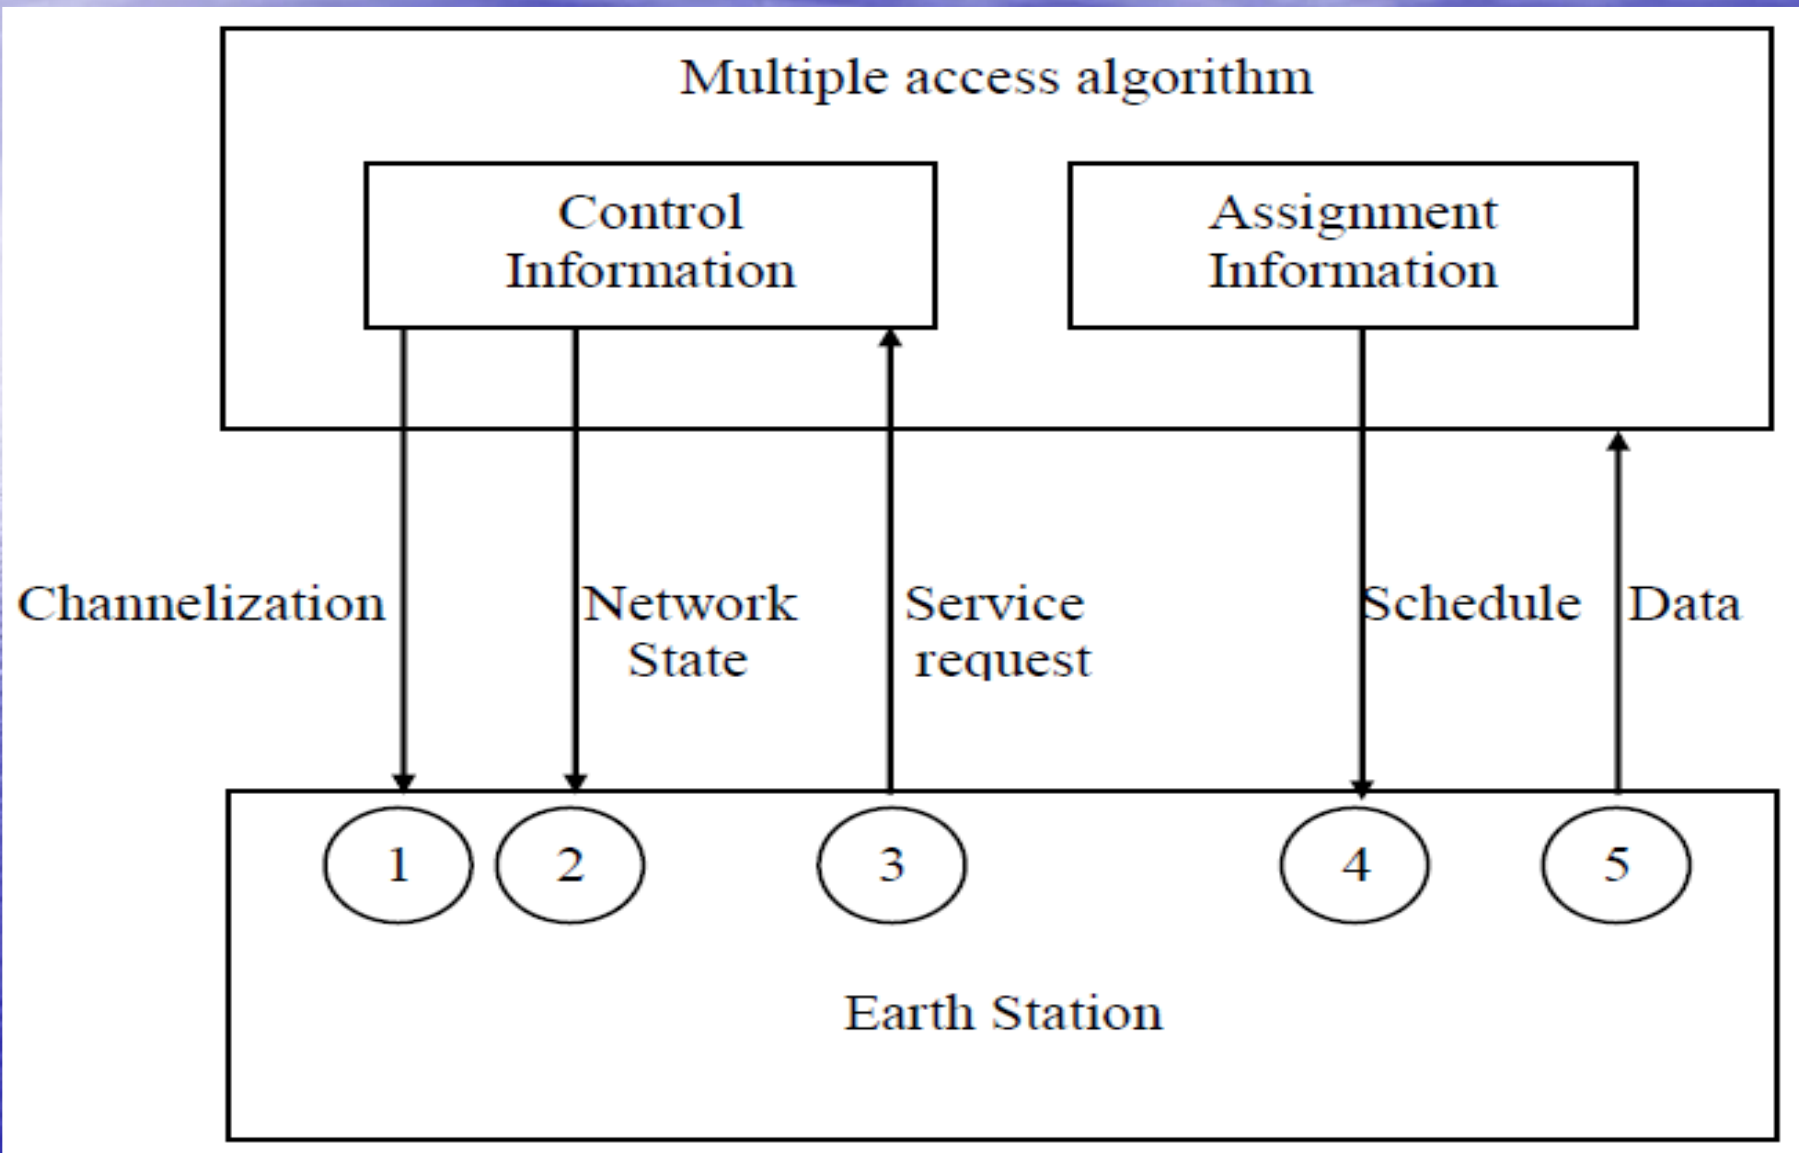 Multiple access algorithm
Control
Information
Assignment
Information
Channelization
Network
State
Service
request
Schedule
Data
1
2
3
4
5
Earth Station